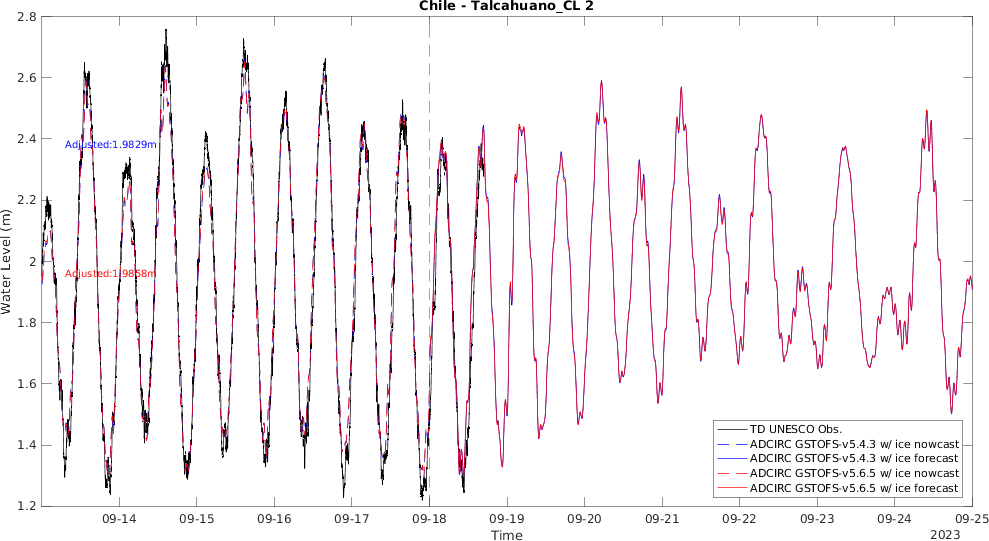 Chile - Talcahuano_CL 2
Water Level (m)
2.8
2.6
2.4
2.2
2
1.8
1.6
1.4
1.2
Adjusted:1.9829m
Adjusted:1.9858m
TD UNESCO Obs.
ADCIRC GSTOFS-v5.4.3 w/ ice nowcast
ADCIRC GSTOFS-v5.4.3 w/ ice forecast
ADCIRC GSTOFS-v5.6.5 w/ ice nowcast
ADCIRC GSTOFS-v5.6.5 w/ ice forecast
09-14 09-15 09-16 09-17 09-18 09-19 09-20 09-21 09-22 09-23 09-24 09-25
Time
2023